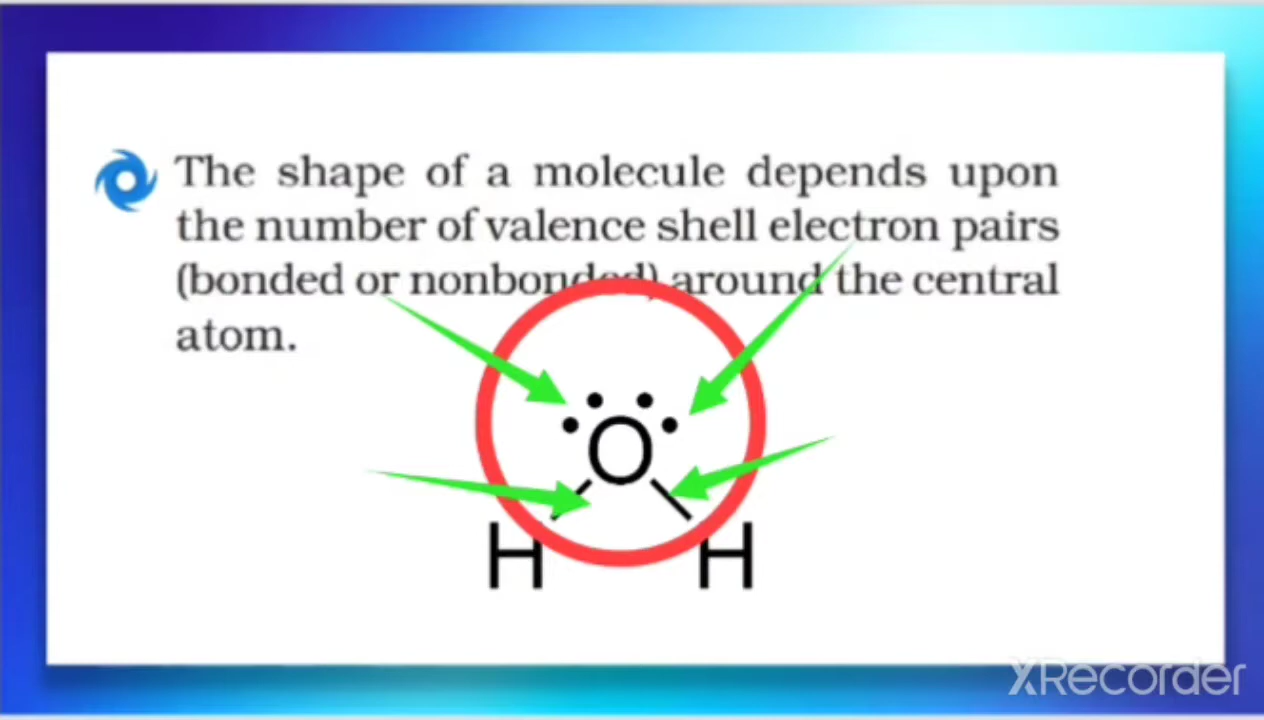 The shape of a molecule depends upon
the number of valence shell electron pairs
(bonded or nonbonded) around the central
atom.
O
H H
XRecorder